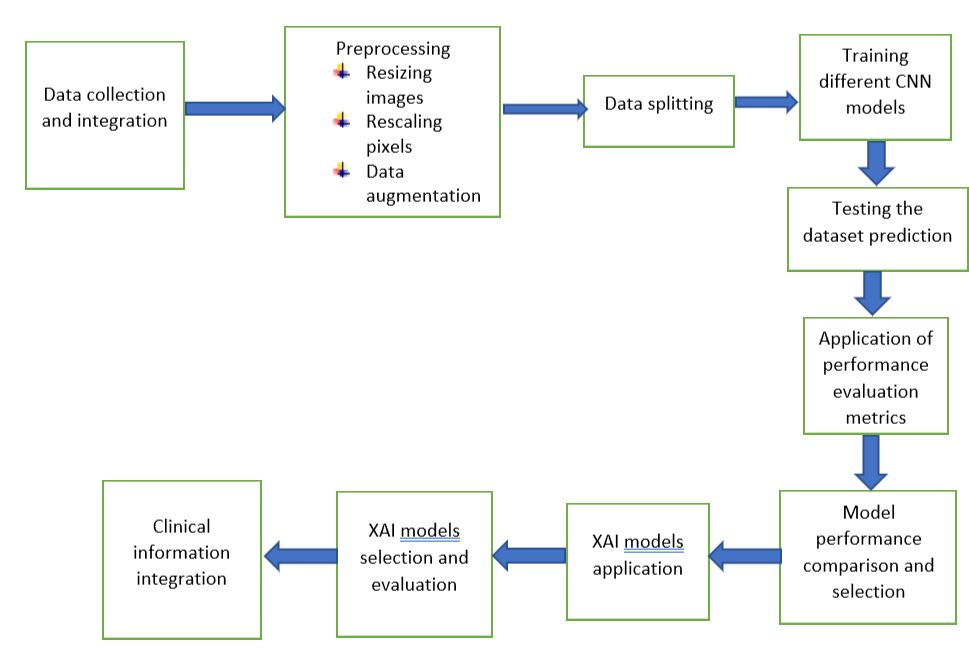 Data collection
and integration
Preprocessing
Resizing
images
Rescaling
pixels
Data
augmentation
Data splitting
Training
different CNN
models
Testing the
dataset prediction
Application of
performance
evaluation
metrics
Model
performance
comparison and
selection
XAI models
application
XAI models
selection and
evaluation
Clinical
information
integration